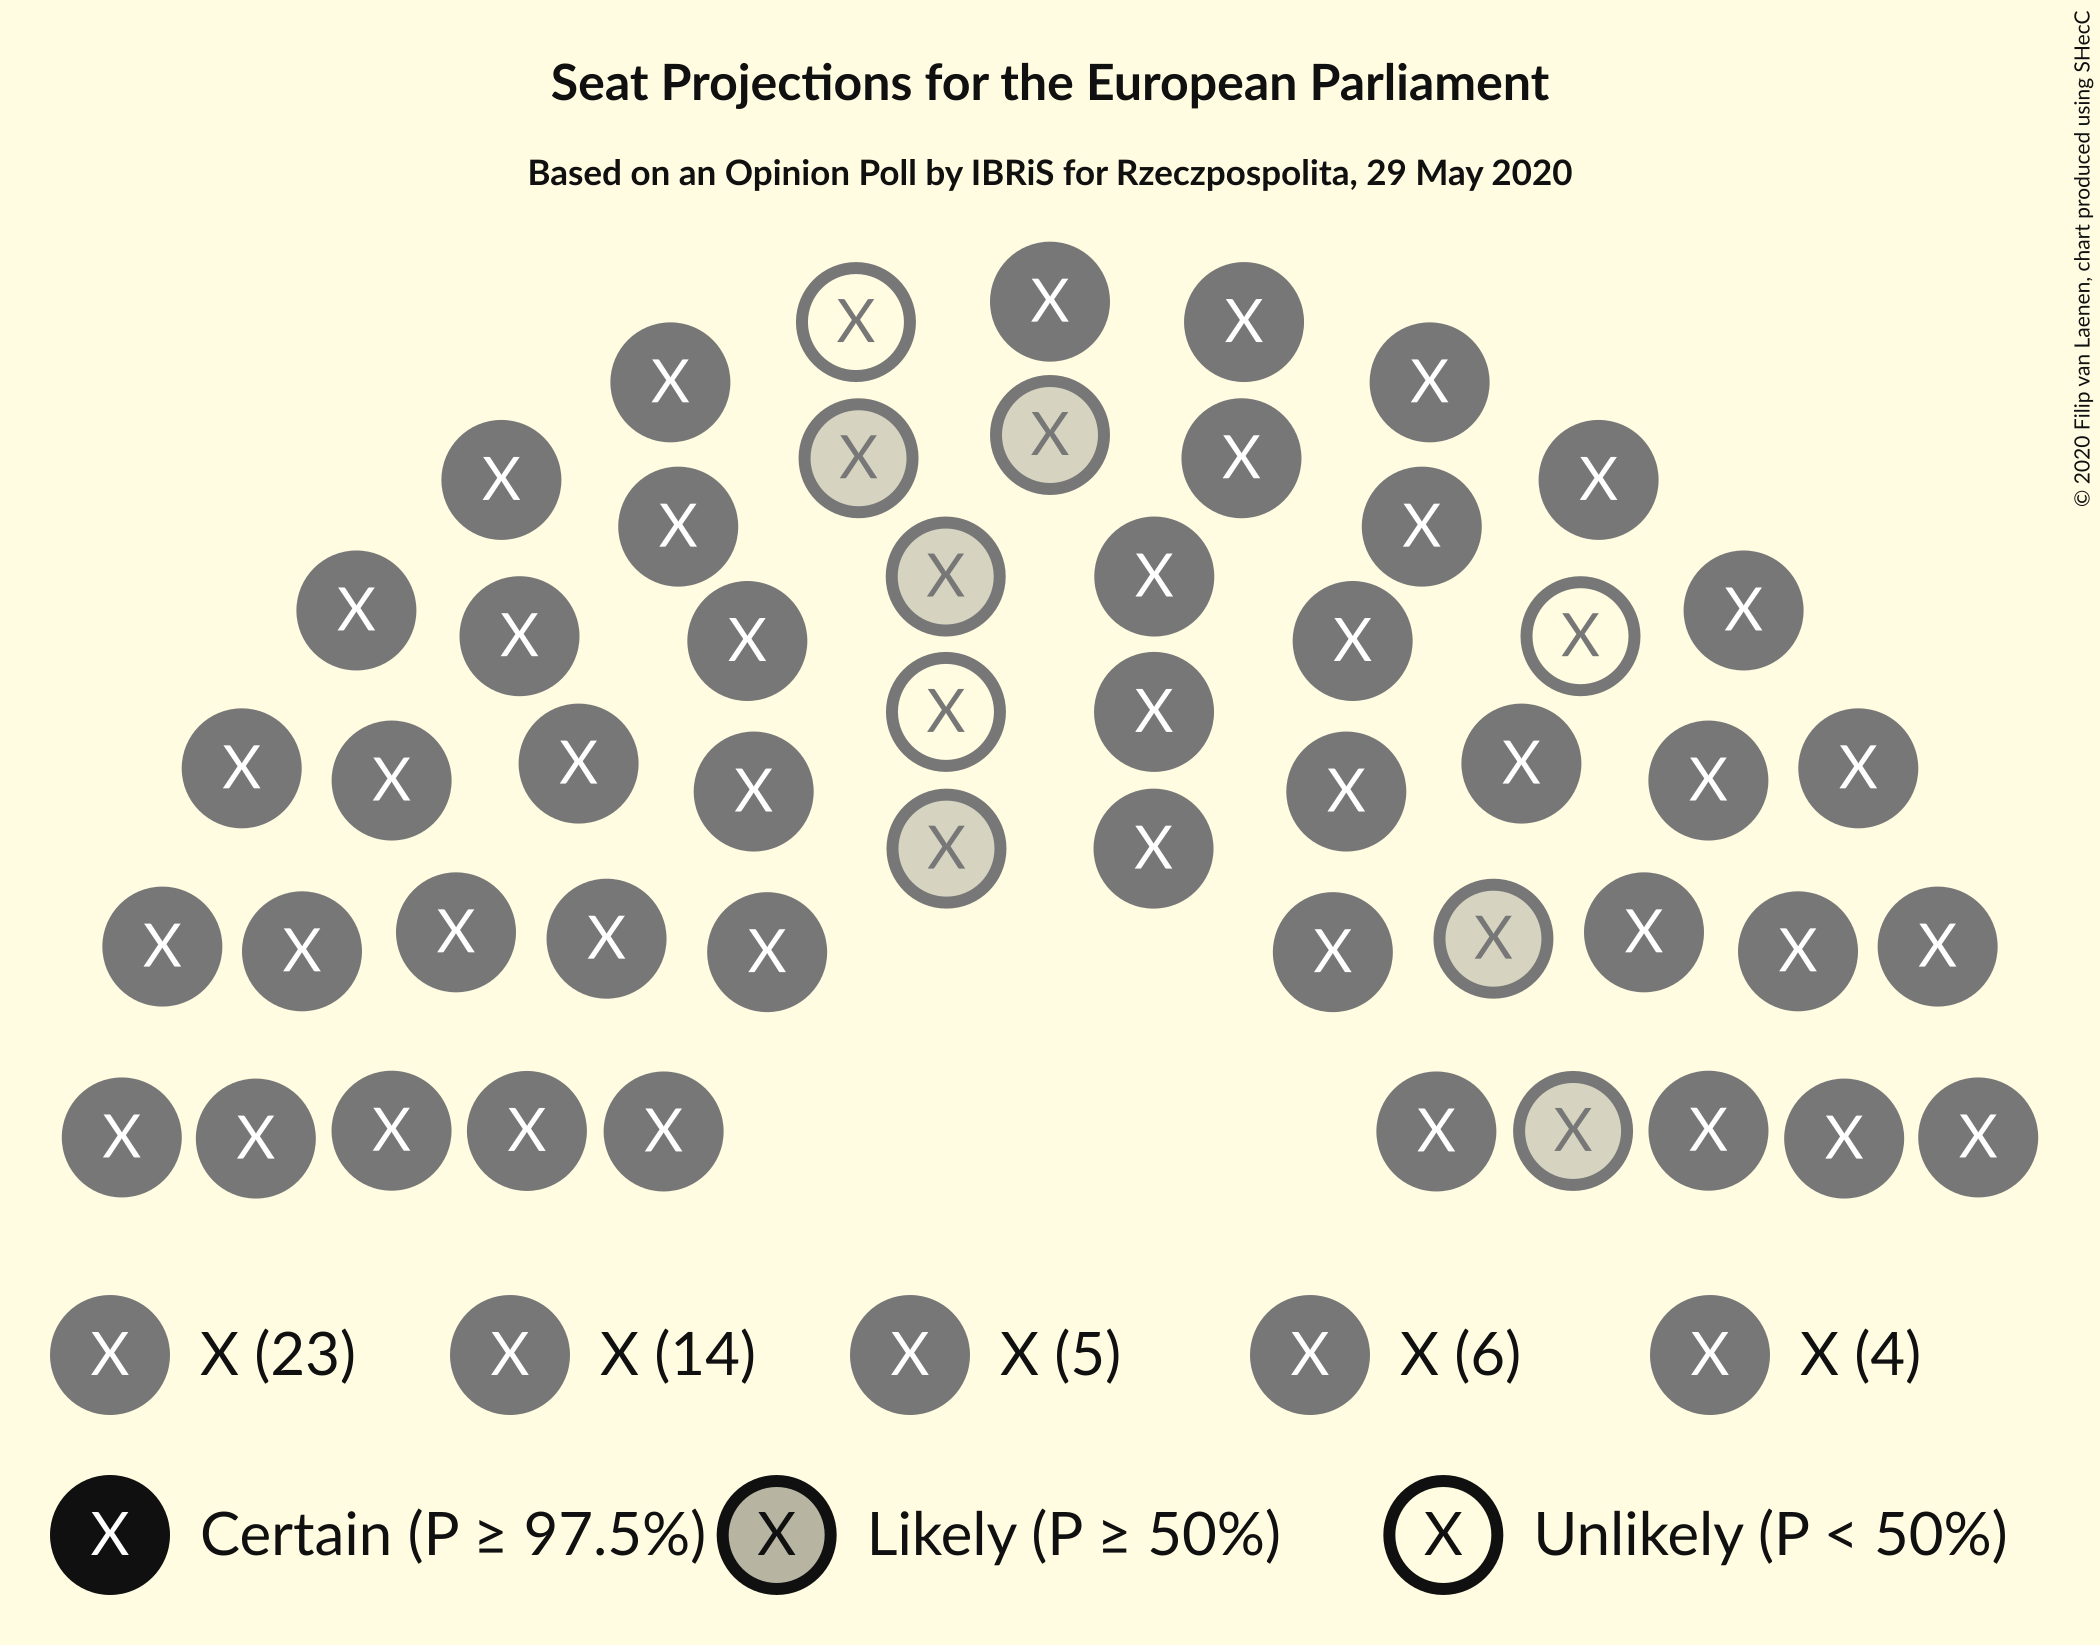 Seat Projections for the European Parliament
Based on an Opinion Poll by IBRiS for Rzeczpospolita, 29 May 2020
© 2020 Filip van Laenen, chart produced using SHecC
X X X
X X
X X X
X X
X X
X X
X X X X X X
X X
X X X X X X X X
X X
X X X X X X X X X X
X X X X X X X X X X
X X (23) X X (14) X X (5) X X (6) X X (4)
X Certain (P ≥ 97.5%) X Likely (P ≥ 50%) X Unlikely (P < 50%)